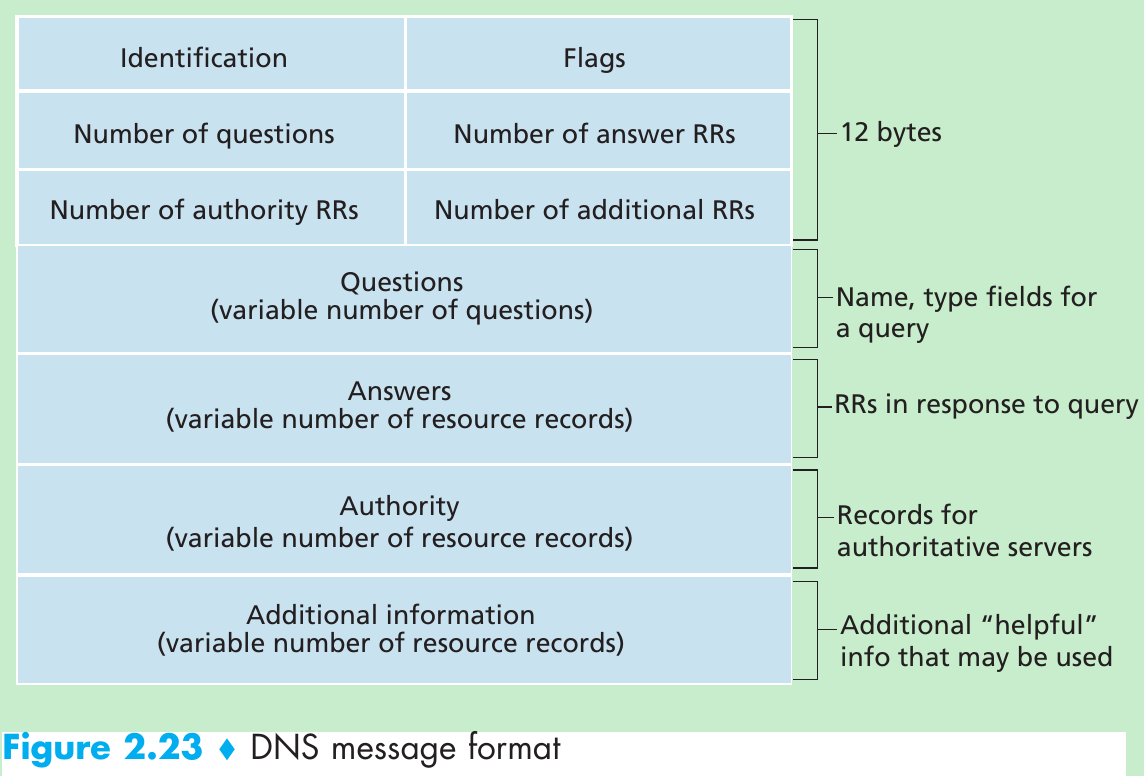 Identification
Flags
Number of questions
Number of answer RRs
12 bytes
Number of authority RRs
Number of additional RRs
Questions
(variable number of questions)
Name, type fields for
a query
Answers
(variable number of resource records)
RRs in response to query
Authority
(variable number of resource records)
Records for
authoritative servers
Additional information
(variable number of resource records)
Additional “helpful”
info that may be used
Figure 2.23 ♦ DNS message format